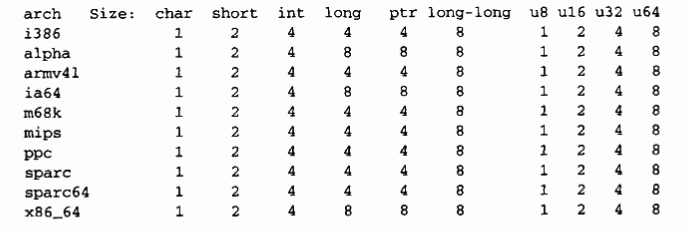 arch Size: char short int long ptr long-long u8 u16 u32 u64
i386 1 2 4 4 4 8 1 2 4 8
alpha 1 2 4 8 8 8 1 2 4 8
armv4l 1 2 4 4 4 8 1 2 4 8
ia64 1 2 4 8 8 8 1 2 4 8
m68k 1 2 4 4 4 8 1 2 4 8
mips 1 2 4 4 4 8 1 2 4 8
ppc 1 2 4 4 4 8 1 2 4 8
sparc 1 2 4 4 4 8 1 2 4 8
sparc64 1 2 4 4 4 8 1 2 4 8
x86_64 1 2 4 8 8 8 1 2 4 8